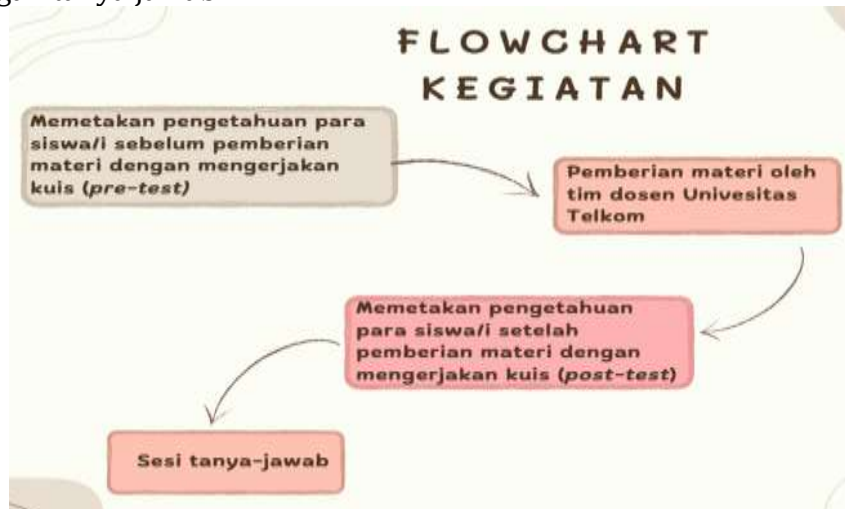 FLOWCHART
KEGIATAN
Memetakan pengetahuan para
siswa/i sebelum pemberian
materi dengan mengerjakan
kuis (pre-test)
Pemberian materi oleh
tim dosen Univesitas
Telkom
Memetakan pengetahuan
para siswa/i setelah
pemberian materi dengan
mengerjakan kuis (post-test)
Sesi tanya-jawab